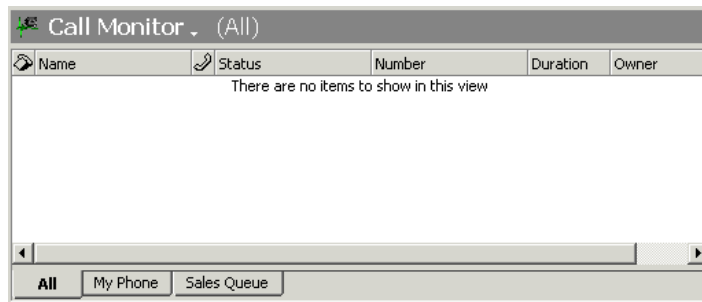 Call Monitor . (All)
Name Status Number Duration Owner
There are no items to show in this view
All My Phone Sales Queue